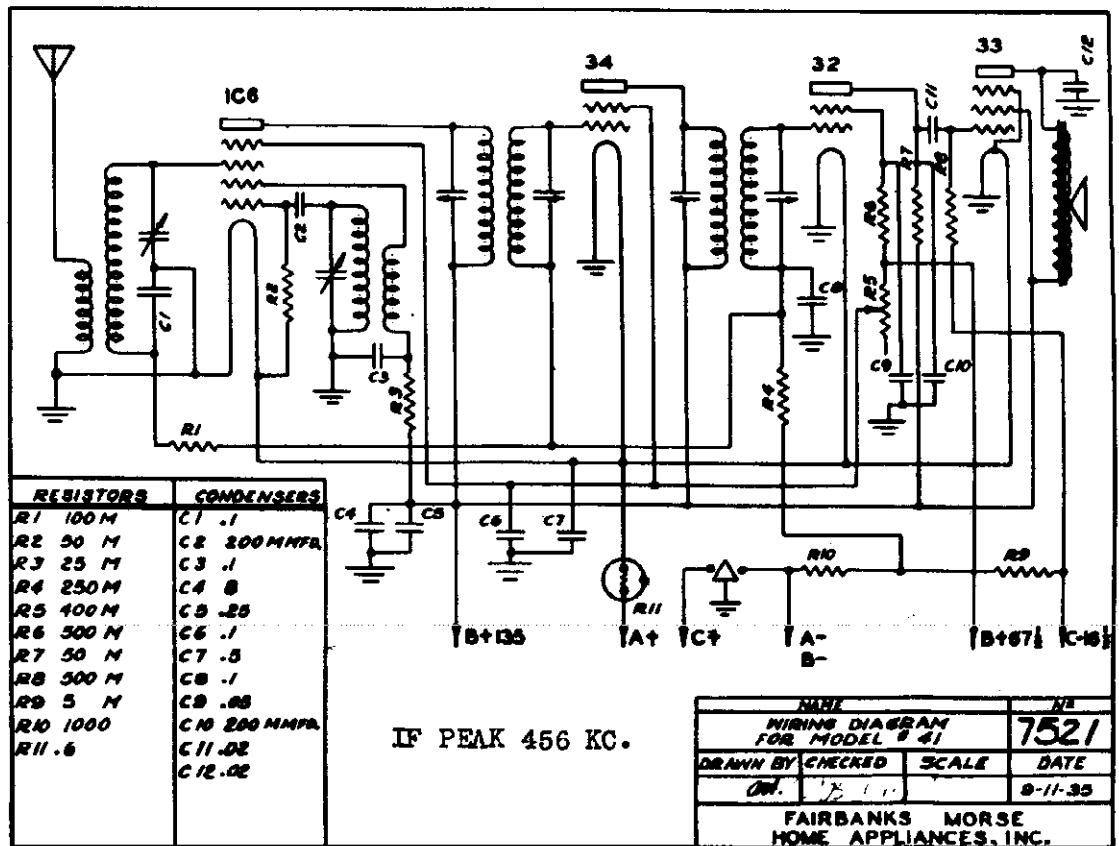 1C6
34
32
33
C12
C11
R7
R8
R6
R5
C1
C2
R2
C3
R3
C8
C9
C10
R4
R1
C4
C5
C6
C7
R11
R10
R9
B+135
A+
C+
A-
B-
B+67½
C-16½
RESISTORS CONDENSERS
R1 100 M C1 .1
R2 50 M C2 200 MMFD.
R3 25 M C3 .1
R4 250 M C4 8
R5 400 M C5 .25
R6 500 M C6 .1
R7 50 M C7 .5
R8 500 M C8 .1
R9 5 M C9 .05
R10 1000 C10 200 MMFD.
R11 .6 C11 .02
C12 .02
IF PEAK 456 KC.
NAME Nº
WIRING DIAGRAM
FOR MODEL # 41
7521
DRAWN BY CHECKED SCALE DATE
9-11-35
FAIRBANKS MORSE
HOME APPLIANCES, INC.